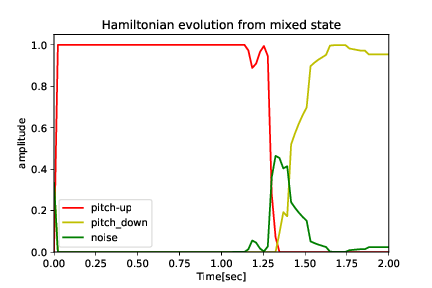 Hamiltonian evolution from mixed state
amplitude
1.0
0.8
0.6
0.4
0.2
0.0
pitch-up
pitch_down
noise
0.00 0.25 0.50 0.75 1.00 1.25 1.50 1.75 2.00
Time[sec]